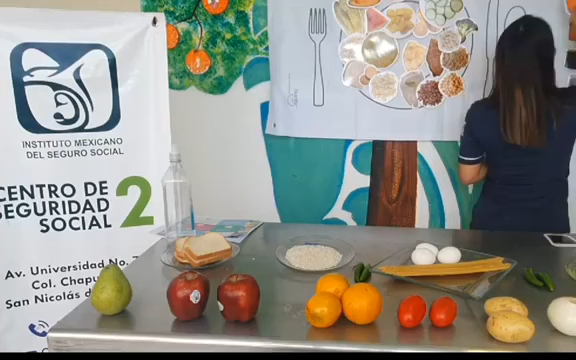 INSTITUTO MEXICANO
DEL SEGURO SOCIAL
CENTRO DE
SEGURIDAD
SOCIAL
2
Av. Universidad No.
Col. Chapu
San Nicolás d